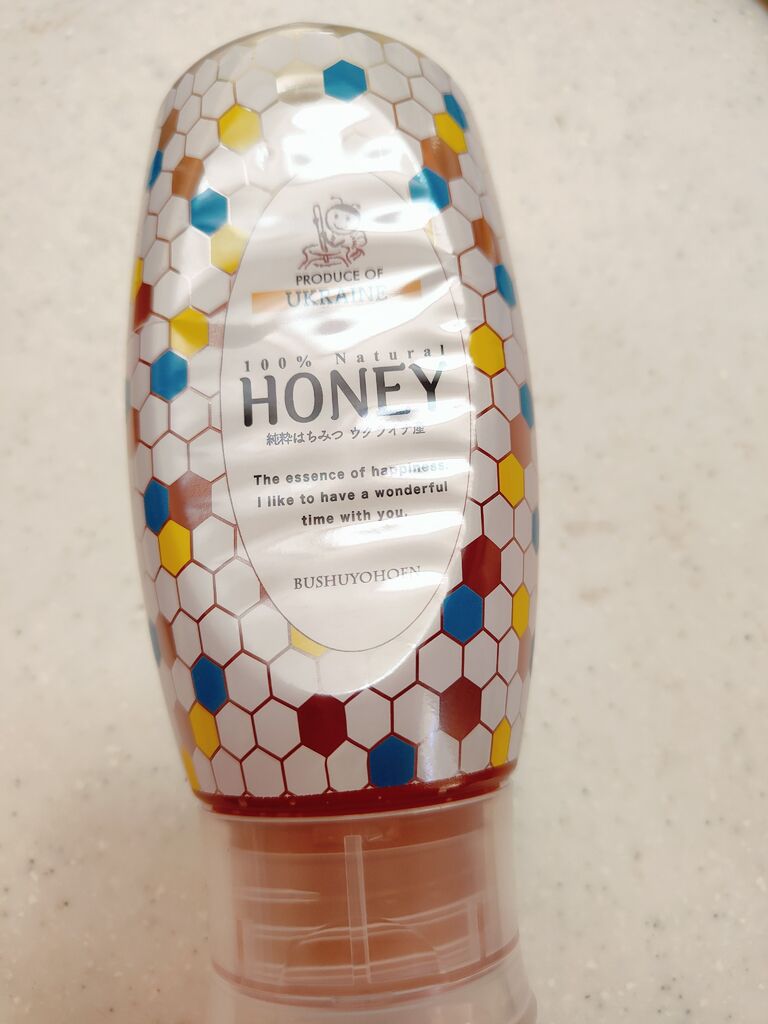 PRODUCE OF
UKRAINE
100% Natural
HONEY
純粋はちみつ ウクライナ産
The essence of happiness.
I like to have a wonderful
time with you.
BUSHUYOHOEN